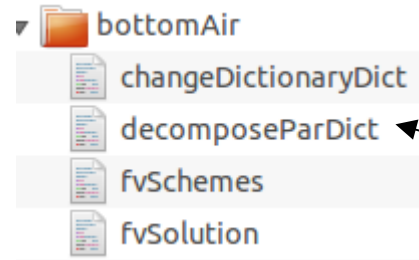 bottomAir
changeDictionaryDict
decomposeParDict
fvSchemes
fvSolution